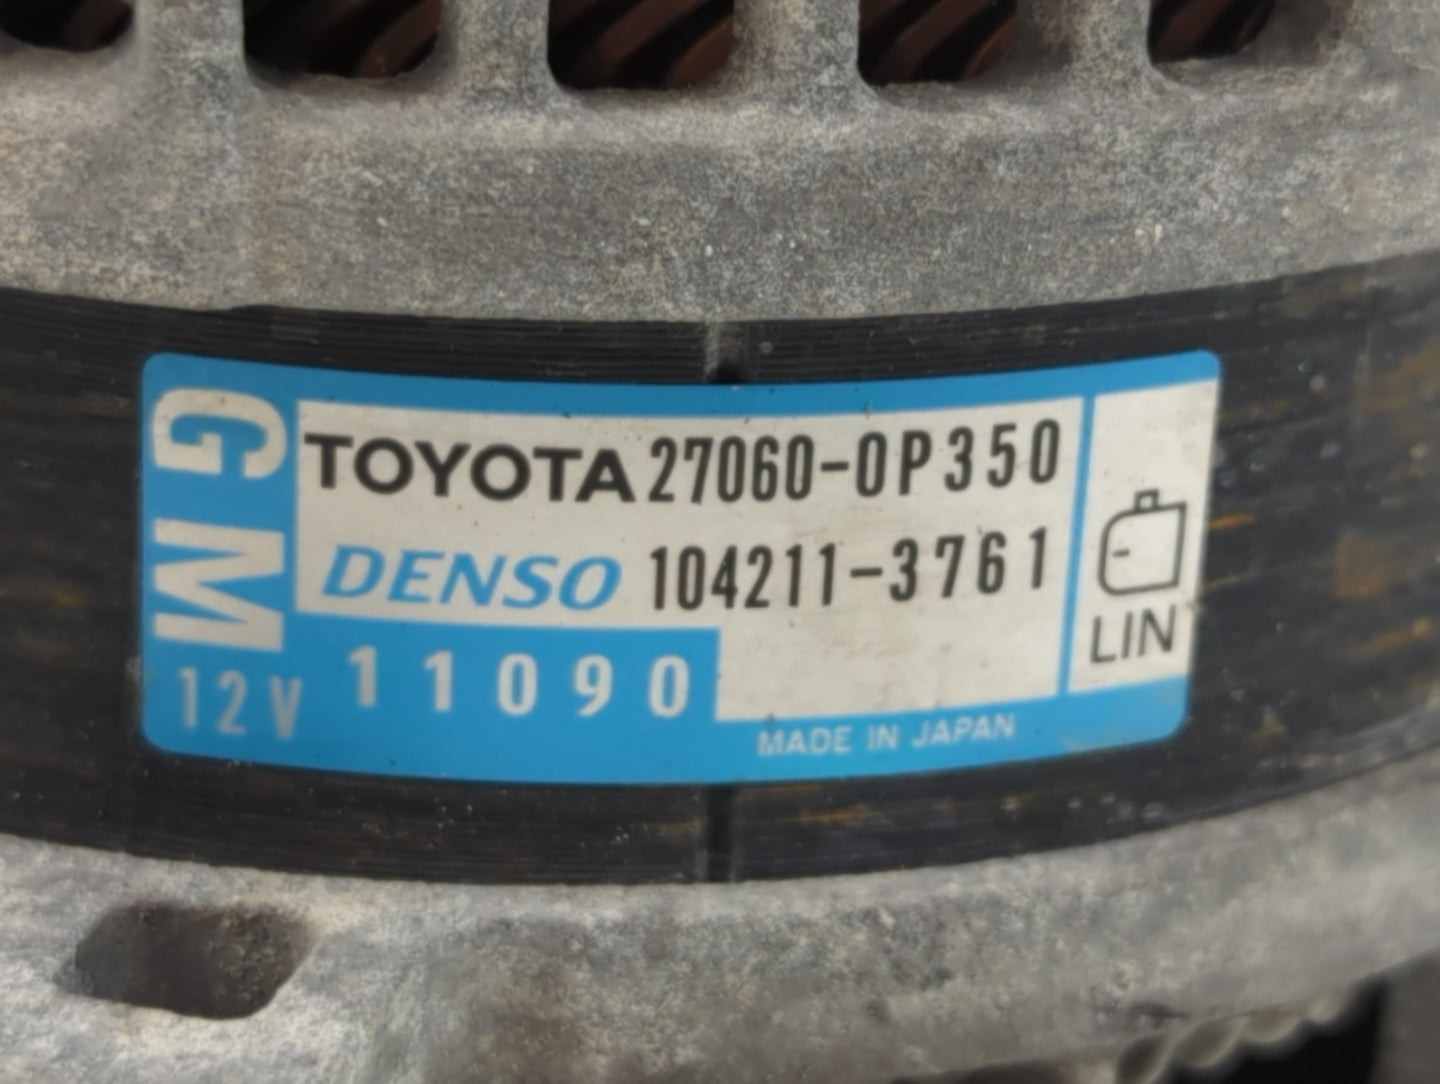 GM
TOYOTA 27060-0P350
DENSO 104211-3761
12V 11090
MADE IN JAPAN
LIN